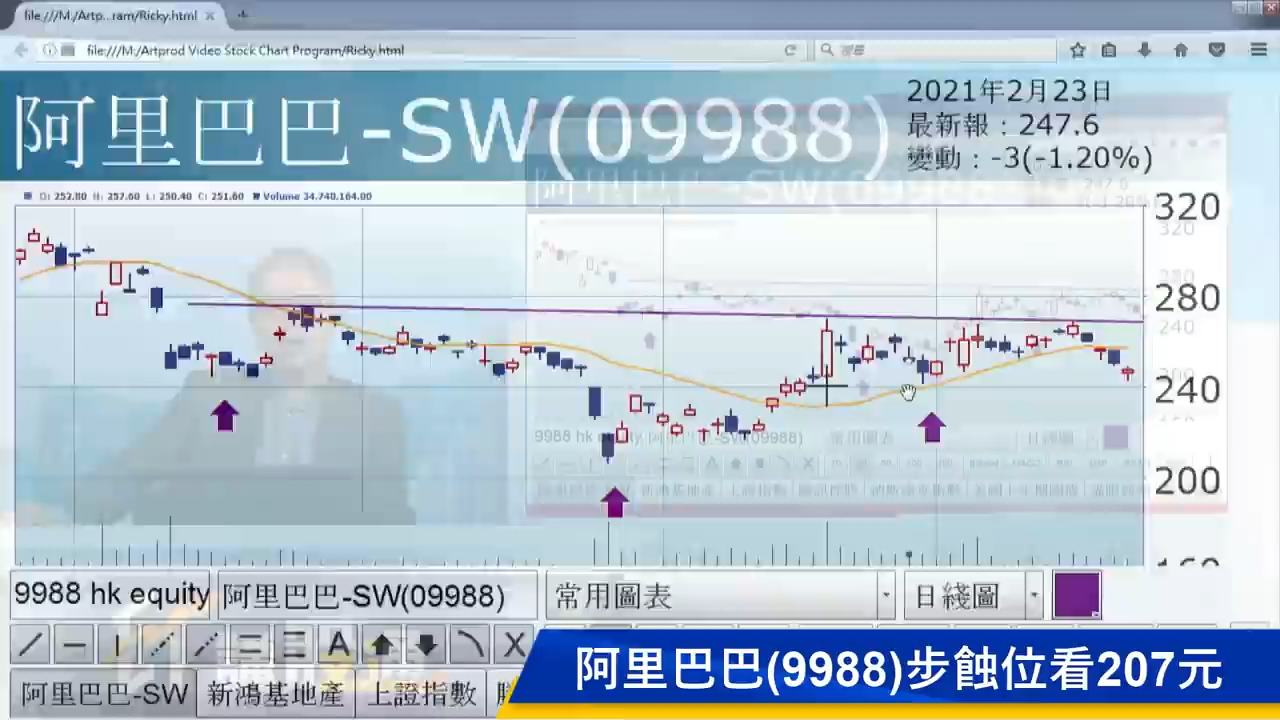 file:///M:/Artp...ram/Ricky.html
file:///M:/Artprod Video Stock Chart Program/Ricky.html
阿里巴巴-SW(09988)
2021年2月23日
最新報：247.6
變動：-3(-1.20%)
O: 252.80 H: 257.60 L: 250.40 C: 251.60 Volume 34,740,164.00
320
280
240
200
160
9988 hk equity
阿里巴巴-SW(09988)
常用圖表
日綫圖
A
X
阿里巴巴-SW
新鴻基地產
上證指數
阿里巴巴(9988)步蝕位看207元